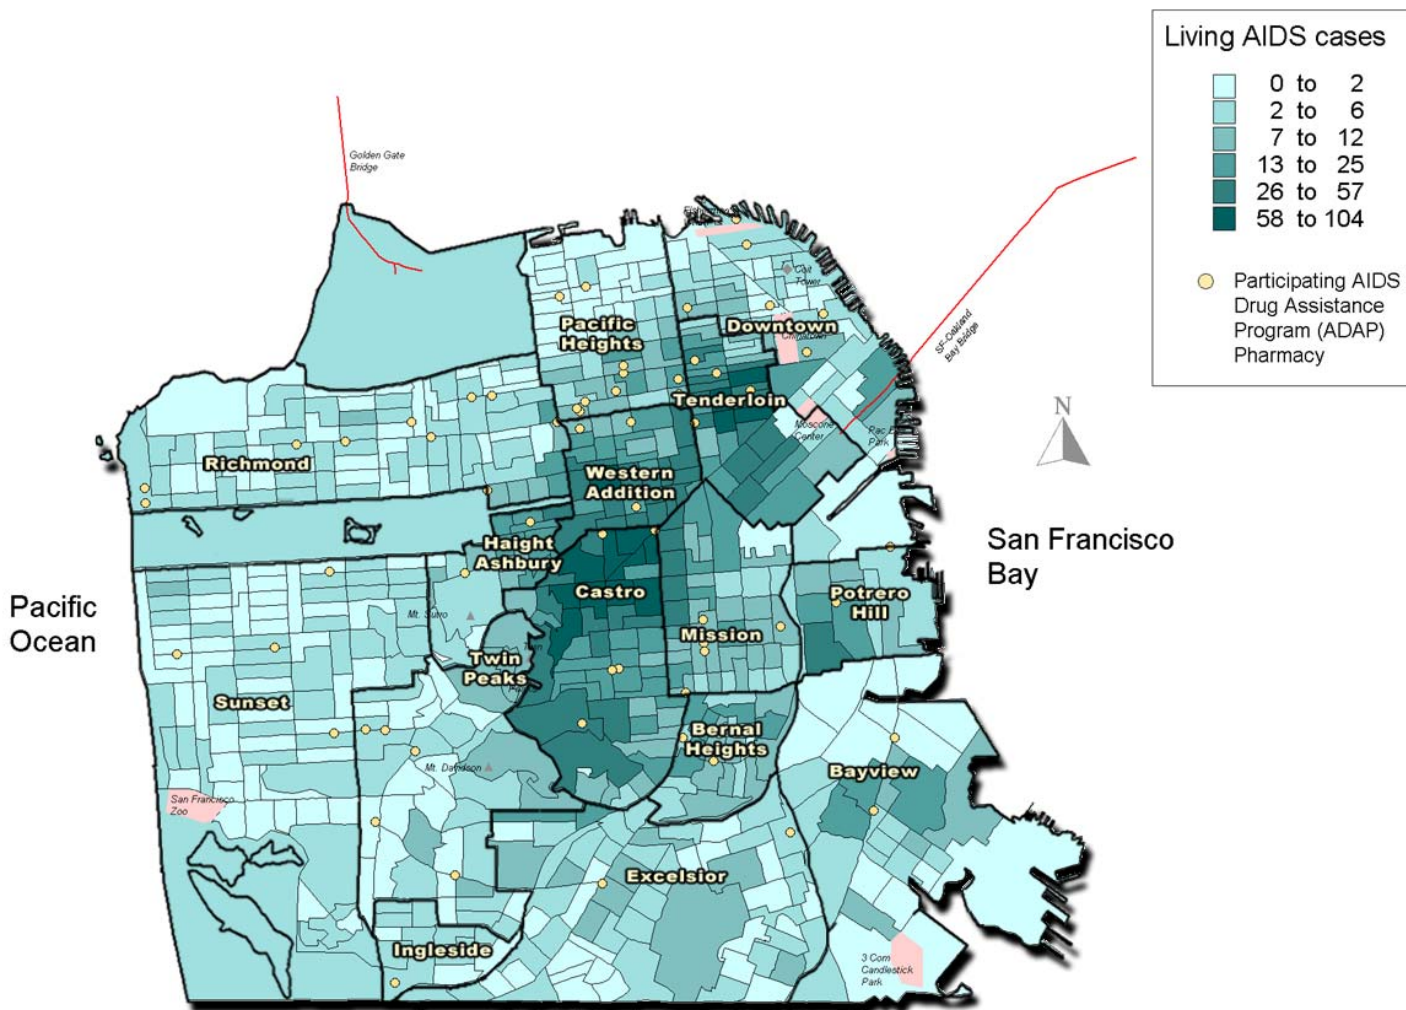 Living AIDS cases
0 to 2
2 to 6
7 to 12
13 to 25
26 to 57
58 to 104
Participating AIDS
Drug Assistance
Program (ADAP)
Pharmacy
Golden Gate
Bridge
Coit
Tower
Pacific
Heights
Downtown
SF-Oakland
Bay Bridge
Tenderloin
Moscone
Center
Pac
Park
N
Richmond
Western
Addition
Haight
Ashbury
San Francisco
Bay
Castro
Potrero
Hill
Pacific
Ocean
Mt. Sutro
Mission
Twin
Peaks
Sunset
Bernal
Heights
Mt. Davidson
Bayview
San Francisco
Zoo
Excelsior
Ingleside
3 Com
Candlestick
Park